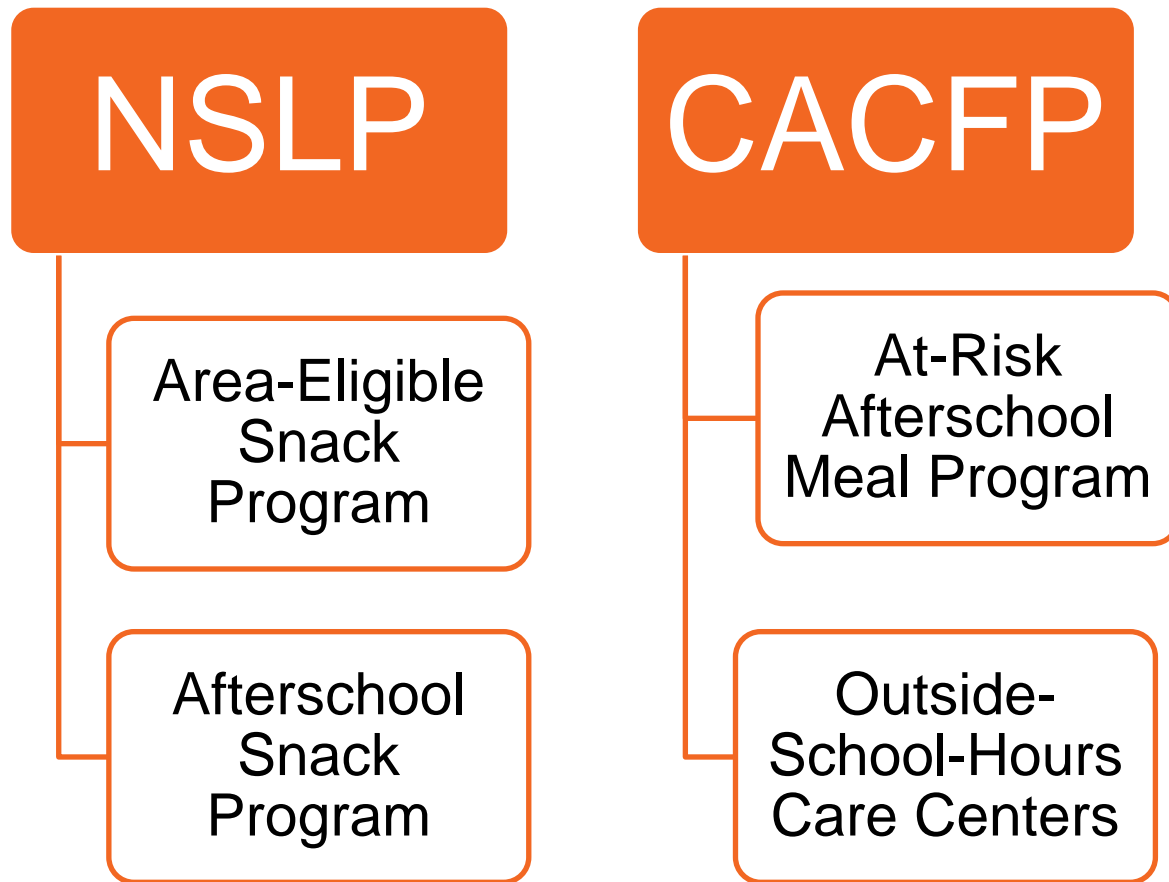 NSLP
Area-Eligible
Snack
Program
Afterschool
Snack
Program
CACFP
At-Risk
Afterschool
Meal Program
Outside-
School-Hours
Care Centers